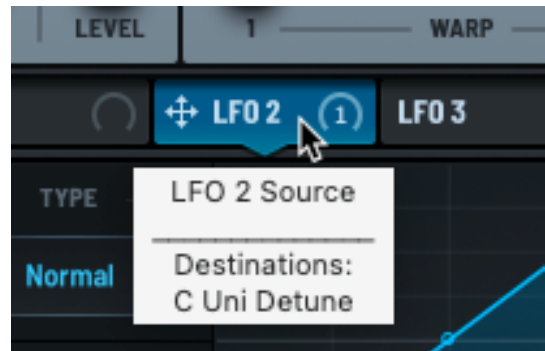 LEVEL 1 WARP
LFO 2 1 LFO 3
TYPE
Normal
LFO 2 Source
Destinations:
C Uni Detune